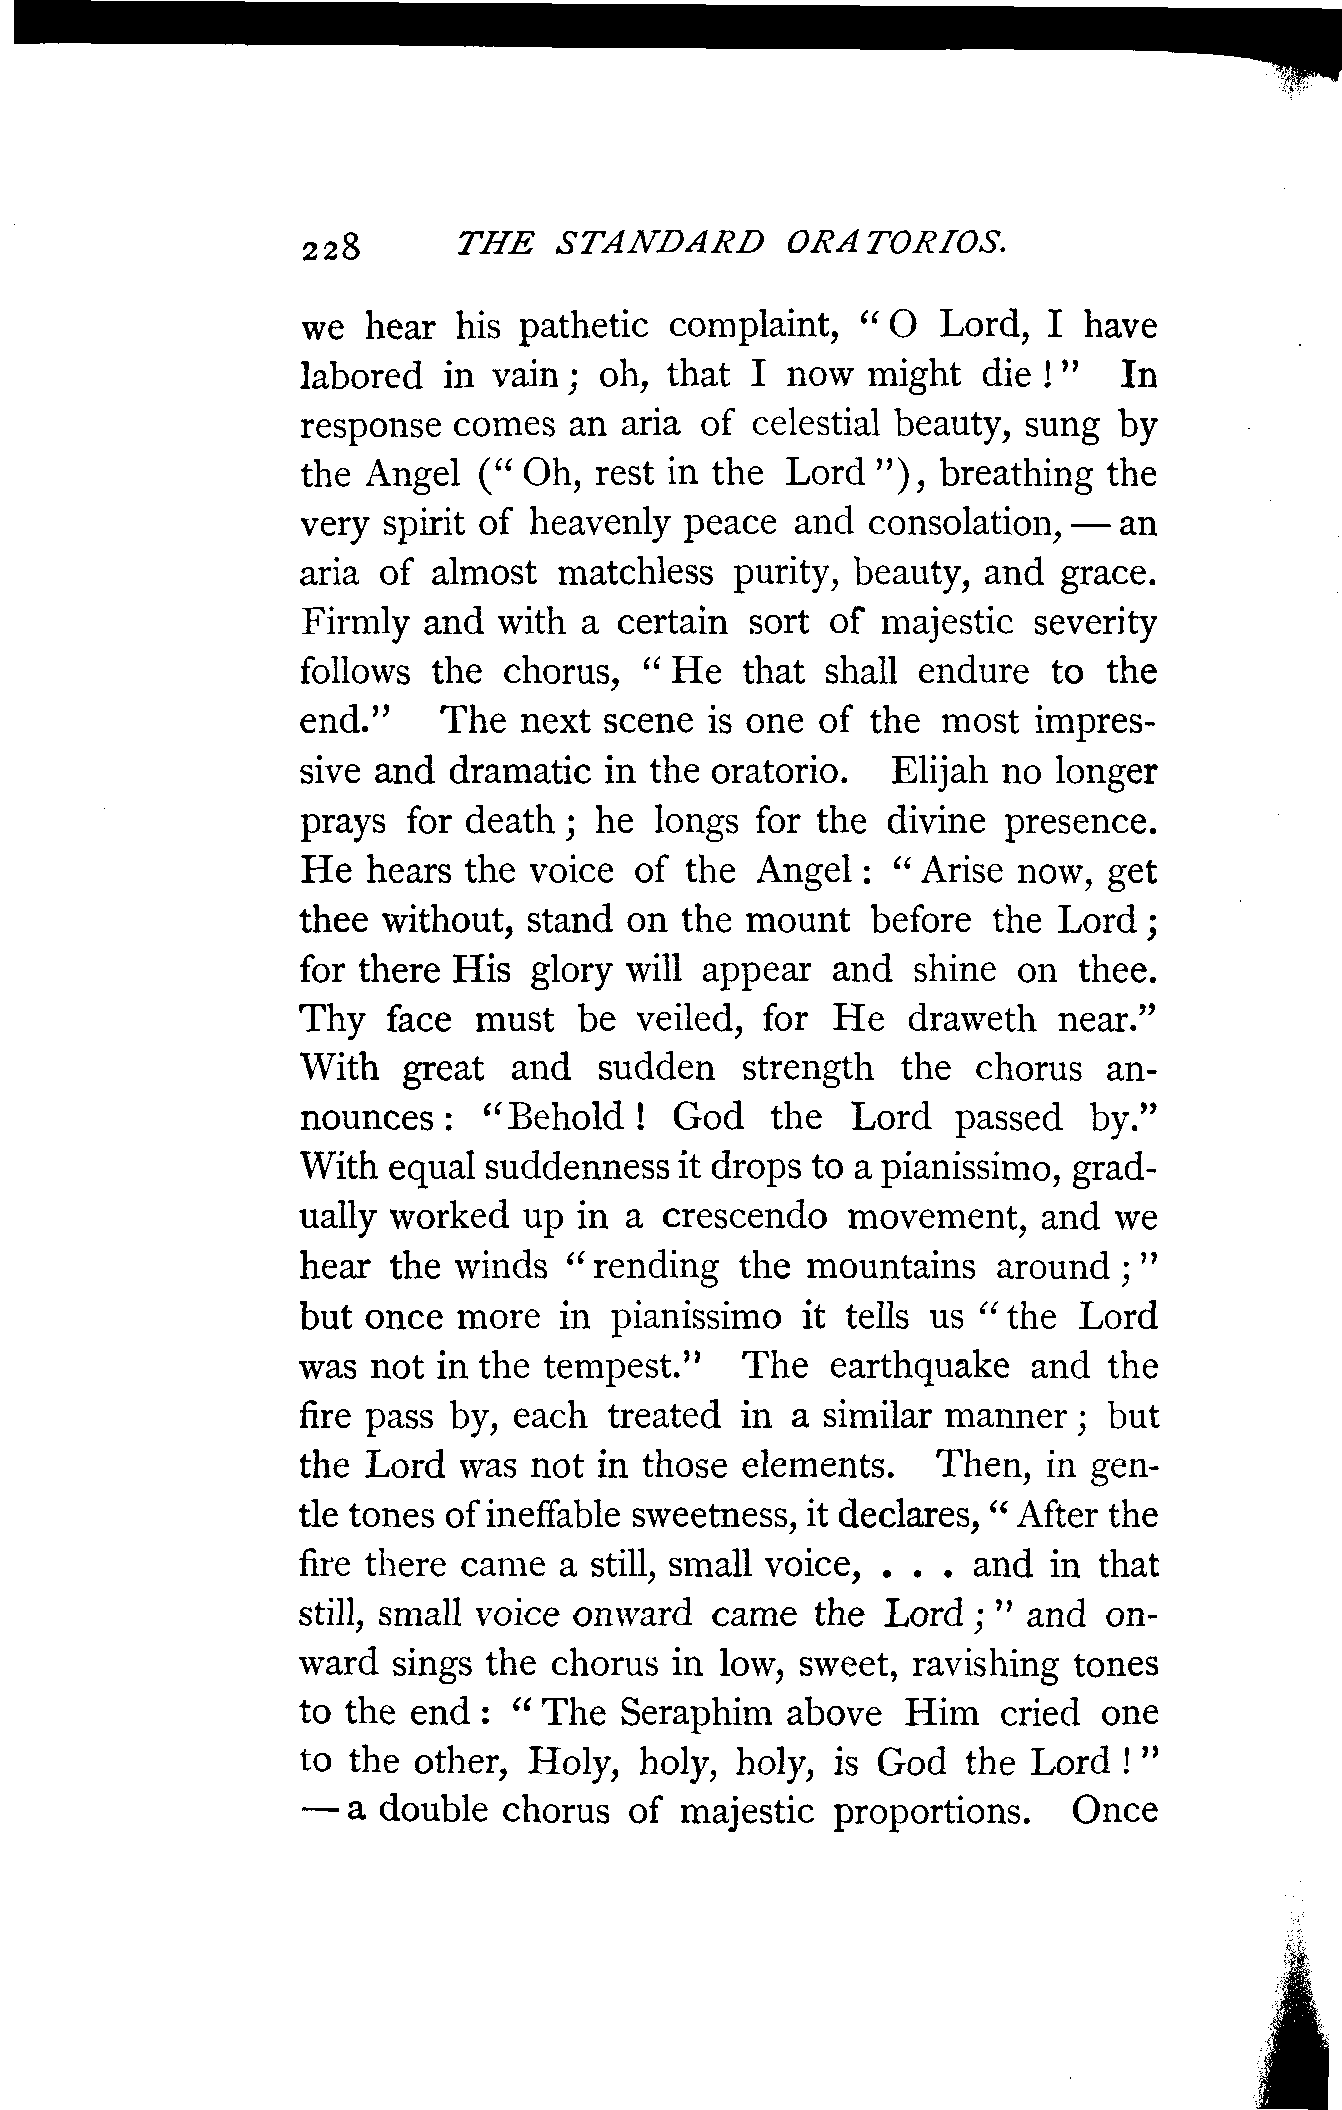 228 THE STANDARD ORATORIOS.
we hear his pathetic complaint, “ O Lord, I have
labored in vain ; oh, that I now might die ! ” In
response comes an aria of celestial beauty, sung by
the Angel (“ Oh, rest in the Lord ”), breathing the
very spirit of heavenly peace and consolation, — an
aria of almost matchless purity, beauty, and grace.
Firmly and with a certain sort of majestic severity
follows the chorus, “ He that shall endure to the
end.” The next scene is one of the most impres-
sive and dramatic in the oratorio. Elijah no longer
prays for death ; he longs for the divine presence.
He hears the voice of the Angel : “ Arise now, get
thee without, stand on the mount before the Lord ;
for there His glory will appear and shine on thee.
Thy face must be veiled, for He draweth near.”
With great and sudden strength the chorus an-
nounces : “Behold ! God the Lord passed by.”
With equal suddenness it drops to a pianissimo, grad-
ually worked up in a crescendo movement, and we
hear the winds “ rending the mountains around ; ”
but once more in pianissimo it tells us “ the Lord
was not in the tempest.” The earthquake and the
fire pass by, each treated in a similar manner ; but
the Lord was not in those elements. Then, in gen-
tle tones of ineffable sweetness, it declares, “ After the
fire there came a still, small voice, . . . and in that
still, small voice onward came the Lord ; ” and on-
ward sings the chorus in low, sweet, ravishing tones
to the end : “ The Seraphim above Him cried one
to the other, Holy, holy, holy, is God the Lord ! ”
— a double chorus of majestic proportions. Once